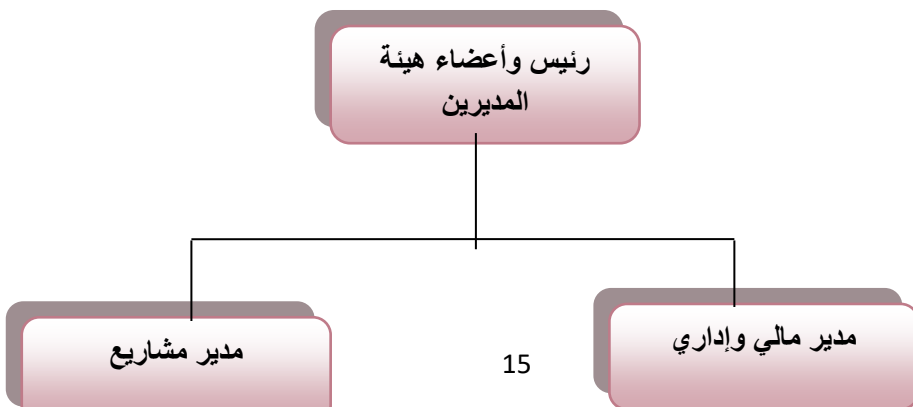 رئيس وأعضاء هيئة
المديرين
مدير مالي وإداري
مدير مشاريع
15